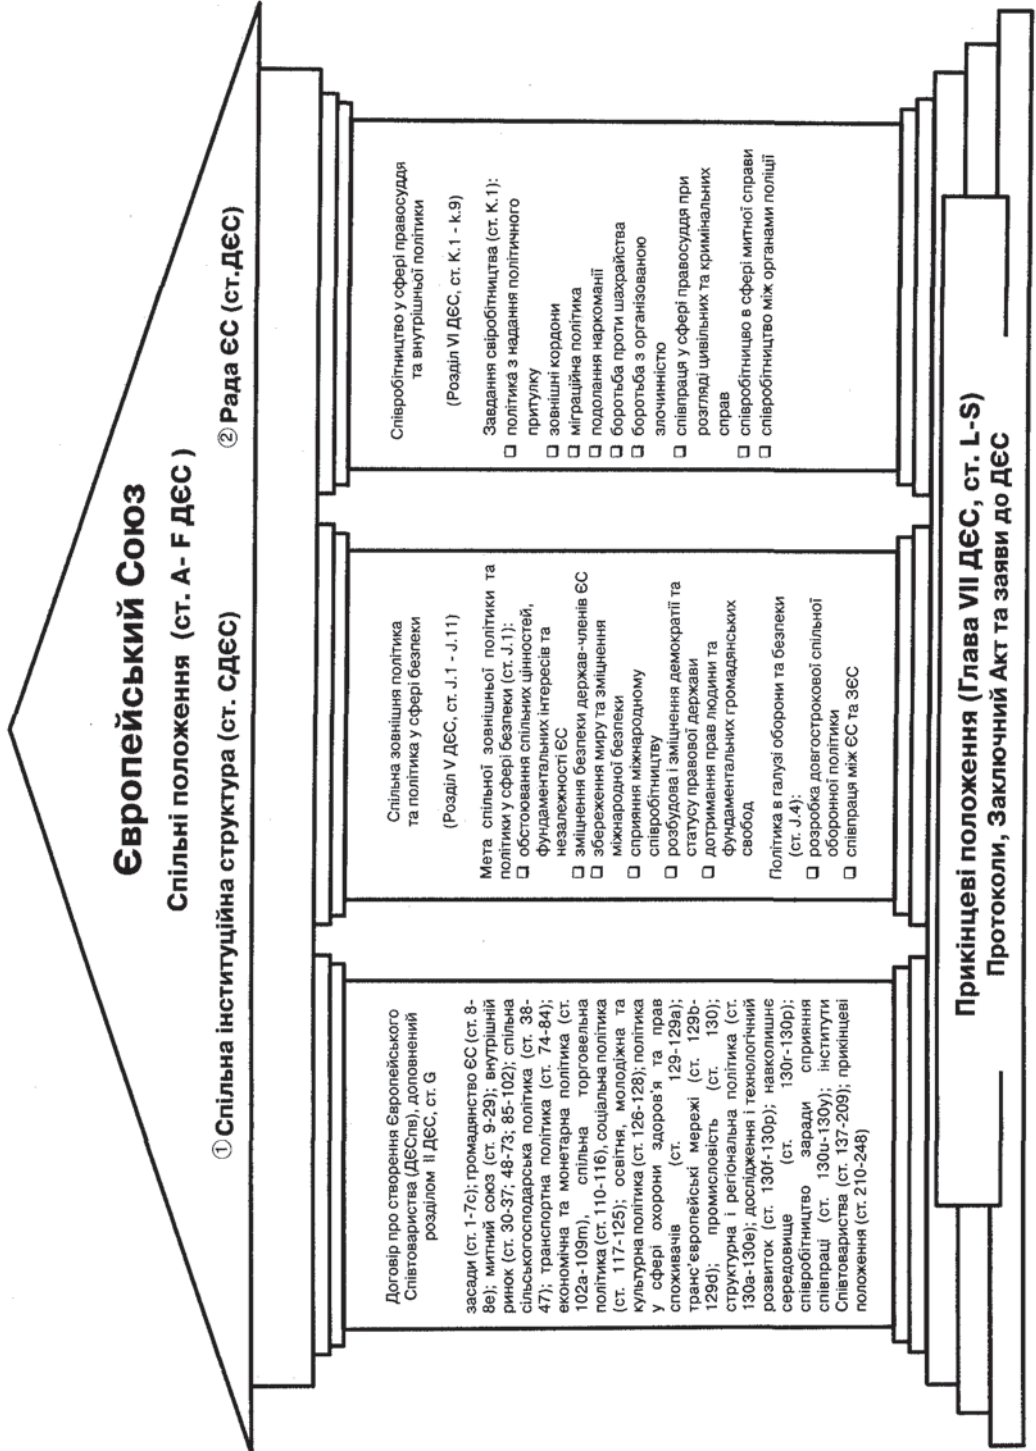 Європейський Союз
Спільні положення (ст. А- F ДЄС )
① Спільна інституційна структура (ст. СДЄС)
② Рада ЄС (ст.ДЄС)
Договір про створення Європейського
Співтовариства (ДЄСпв), доповнений
розділом ІІ ДЄС, ст. G
засади (ст. 1-7с); громадянство ЄС (ст. 8-
8е); митний союз (ст. 9-29); внутрішній
ринок (ст. 30-37; 48-73; 85-102); спільна
сільськогосподарська політика (ст. 38-
47); транспортна політика (ст. 74-84);
економічна та монетарна політика (ст.
102а-109m), спільна торговельна
політика (ст. 110-116), соціальна політика
(ст. 117-125); освітня, молодіжна та
культурна політика (ст. 126-128); політика
у сфері охорони здоров'я та прав
споживачів (ст. 129-129а);
транс'європейські мережі (ст. 129b-
129d); промисловість (ст. 130);
структурна і регіональна політика (ст.
130а-130е); дослідження і технологічний
розвиток (ст. 130f-130р); навколишнє
середовище (ст. 130r-130р);
співробітництво заради сприяння
співпраці (ст. 130u-130у); інститути
Співтовариства (ст. 137-209); прикінцеві
положення (ст. 210-248)
Спільна зовнішня політика
та політика у сфері безпеки
(Розділ V ДЄС, ст. J.1 - J.11)
Мета спільної зовнішньої політики та
політики у сфері безпеки (ст. J.1):
❏ обстоювання спільних цінностей,
фундаментальних інтересів та
незалежності ЄС
❏ зміцнення безпеки держав-членів ЄС
❏ збереження миру та зміцнення
міжнародної безпеки
❏ сприяння міжнародному
співробітництву
❏ розбудова і зміцнення демократії та
статусу правової держави
❏ дотримання прав людини та
фундаментальних громадянських
свобод
Політика в галузі оборони та безпеки
(ст. J.4):
❏ розробка довгострокової спільної
оборонної політики
❏ співпраця між ЄС та ЗЄС
Співробітництво у сфері правосуддя
та внутрішньої політики
(Розділ VI ДЄС, ст. К.1 - k.9)
Завдання свіробітництва (ст. К.1):
❏ політика з надання політичного
притулку
❏ зовнішні кордони
❏ міграційна політика
❏ подолання наркоманії
❏ боротьба проти шахрайства
❏ боротьба з організованою
злочинністю
❏ співпраця у сфері правосуддя при
розгляді цивільних та кримінальних
справ
❏ співробітницво в сфері митної справи
❏ співробітництво між органами поліції
Прикінцеві положення (Глава VII ДЄС, ст. L-S)
Протоколи, Заключний Акт та заяви до ДЄС